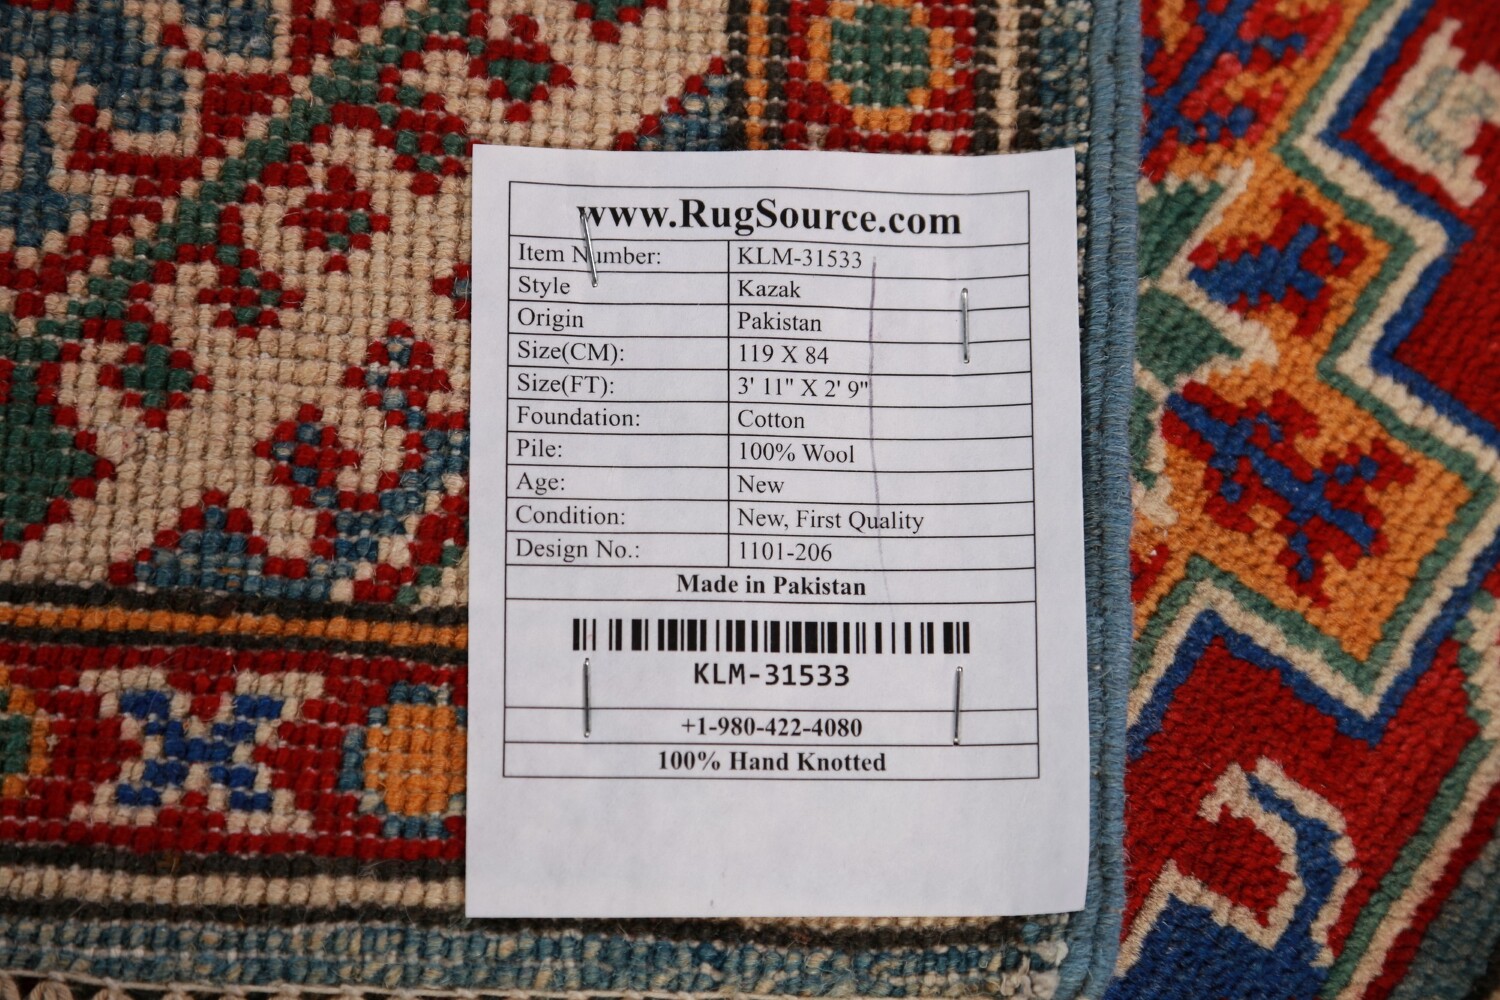 www.RugSource.com
Item Number: KLM-31533
Style Kazak
Origin Pakistan
Size(CM): 119 X 84
Size(FT): 3' 11" X 2' 9"
Foundation: Cotton
Pile: 100% Wool
Age: New
Condition: New, First Quality
Design No.: 1101-206
Made in Pakistan
KLM-31533
+1-980-422-4080
100% Hand Knotted